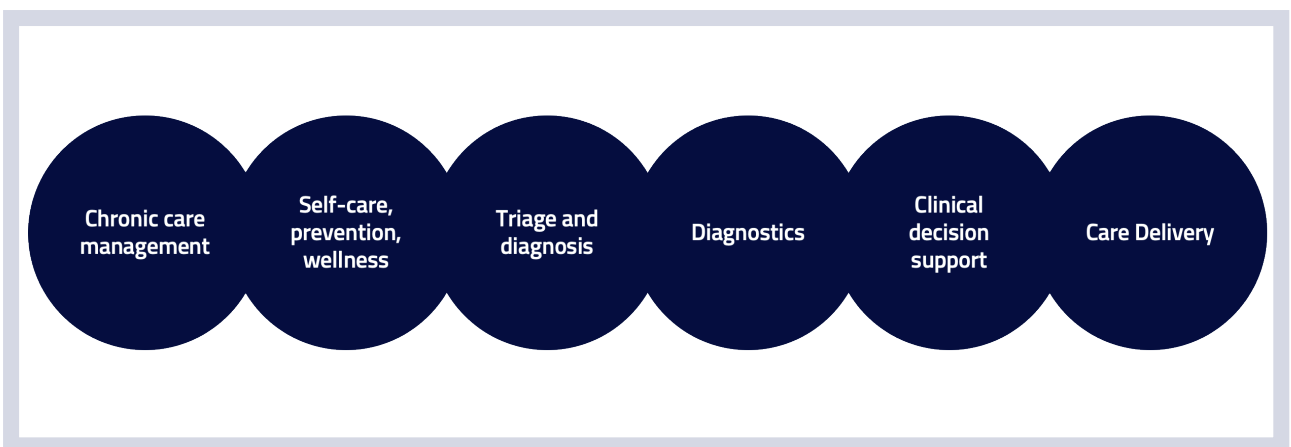 Chronic care
management
Self-care,
prevention,
wellness
Triage and
diagnosis
Diagnostics
Clinical
decision
support
Care Delivery